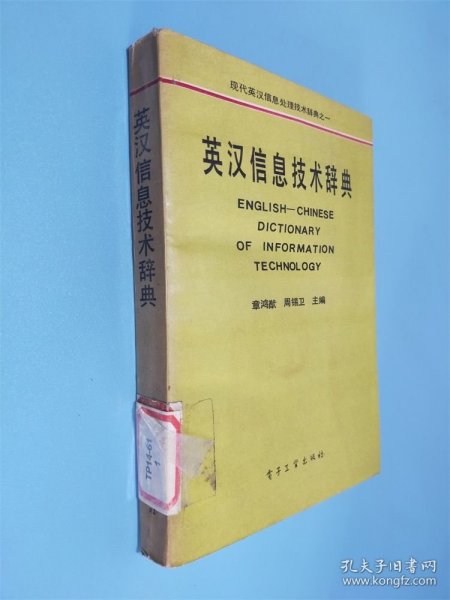 现代英汉信息处理技术辞典之一
英汉信息技术辞典
ENGLISH—CHINESE
DICTIONARY
OF INFORMATION
TECHNOLOGY
章鸿猷 周锡卫 主编
电子工业出版社
英汉信息技术辞典
TP14-61
1
孔夫子旧书网
www.kongfz.com